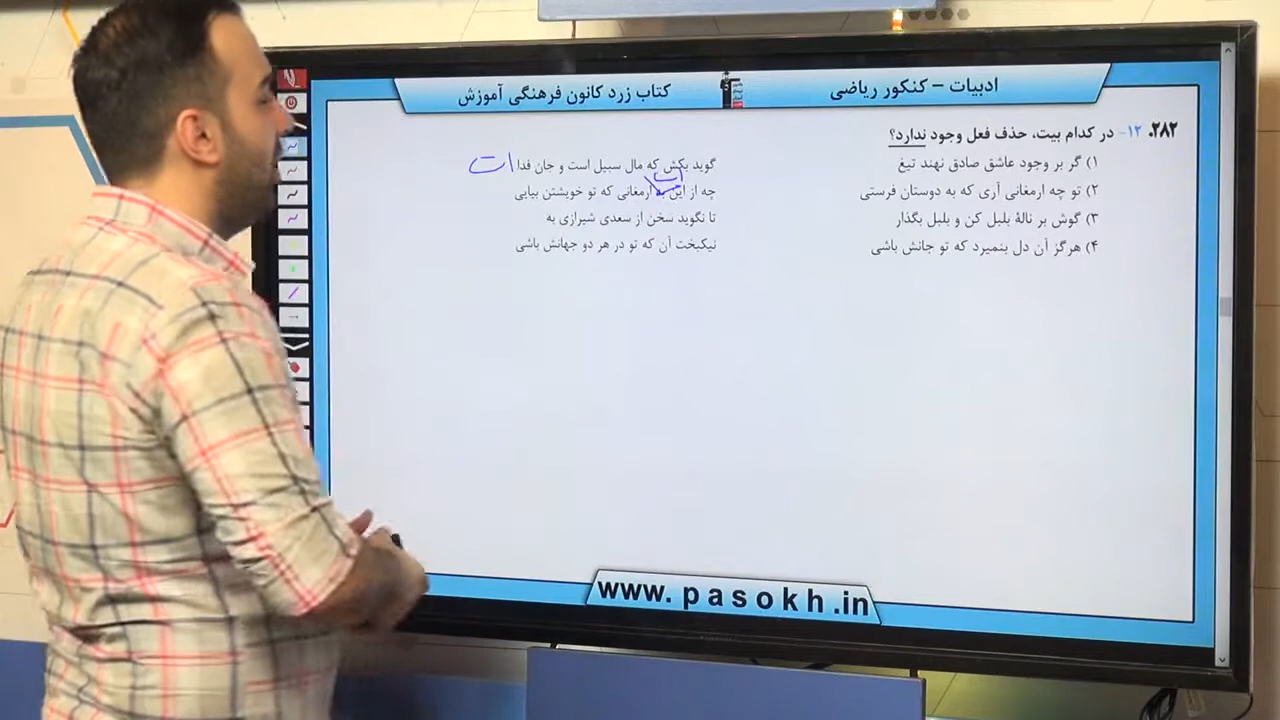 ادبیات – کنکور ریاضی
کتاب زرد کانون فرهنگی آموزش
۲۸۲. ۱۲- در کدام بیت، حذف فعل وجود ندارد؟
۱) گر بر وجود عاشق صادق نهند تیغ گوید بکش که مال سبیل است و جان فدا ات
۲) تو چه ارمغانی آری که به دوستان فرستی چه از این به ارمغانی که تو خویشتن بیایی
۳) گوش بر نالهٔ بلبل کن و بلبل بگذار تا نگوید سخن از سعدی شیرازی به
۴) هرگز آن دل بنمیرد که تو جانش باشی نیکبخت آن که تو در هر دو جهانش باشی
www.pasokh.in